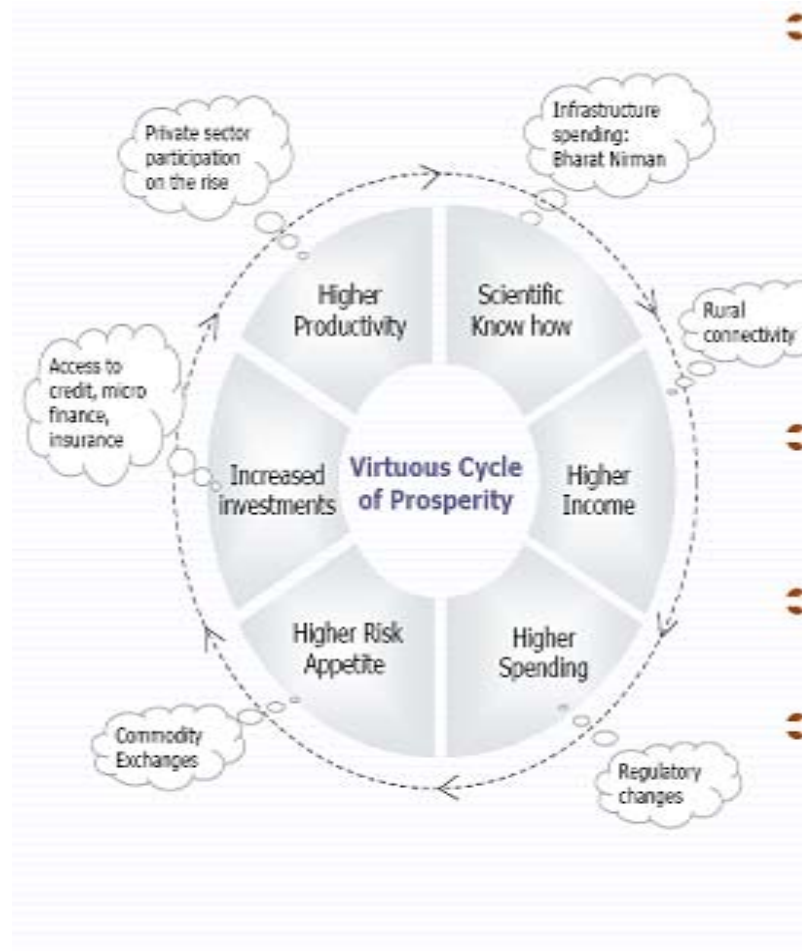 Private sector
participation
on the rise
Infrastructure
spending:
Bharat Nirman
Higher
Productivity
Scientific
Know how
Rural
connectivity
Access to
credit, micro
finance,
insurance
Increased
investments
Virtuous Cycle
of Prosperity
Higher
Income
Higher Risk
Appetite
Higher
Spending
Commodity
Exchanges
Regulatory
changes